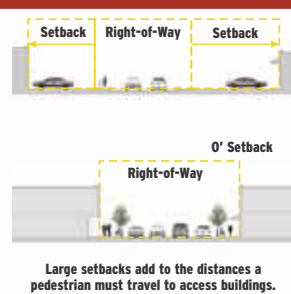 Setback Right-of-Way Setback
0' Setback
Right-of-Way
Large setbacks add to the distances a
pedestrian must travel to access buildings.